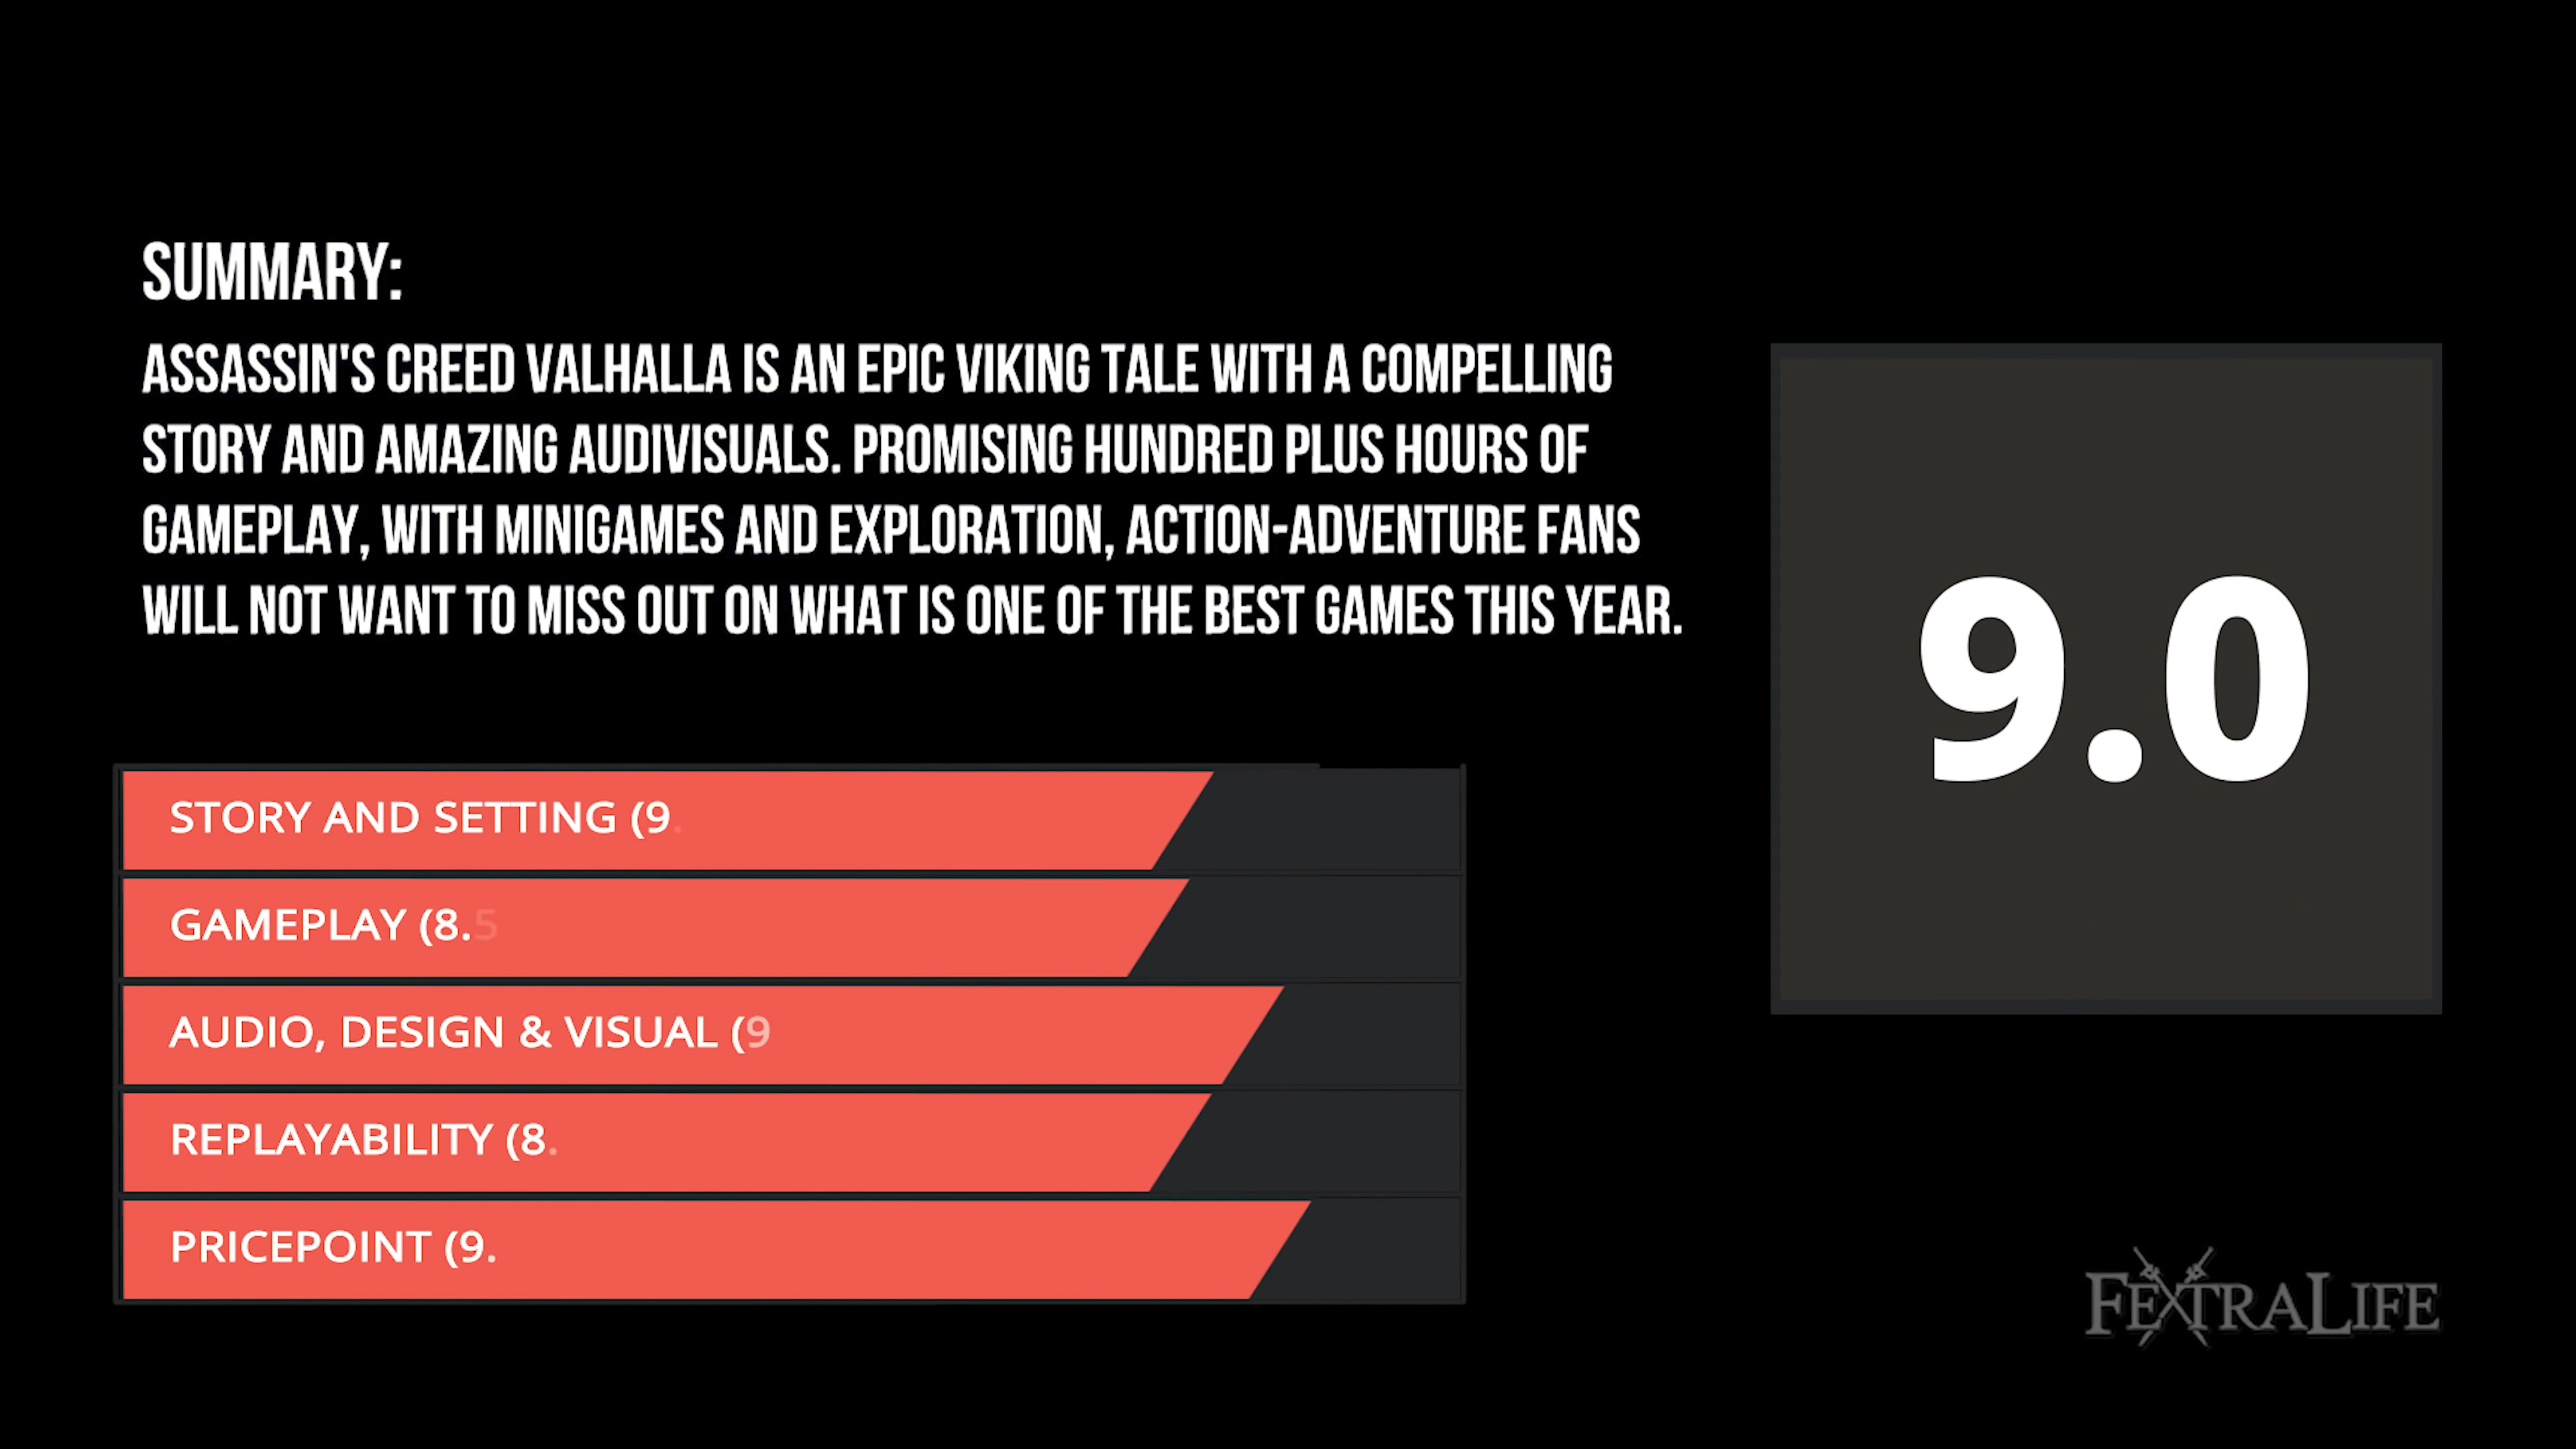 SUMMARY:
ASSASSIN'S CREED VALHALLA IS AN EPIC VIKING TALE WITH A COMPELLING
STORY AND AMAZING AUDIVISUALS. PROMISING HUNDRED PLUS HOURS OF
GAMEPLAY, WITH MINIGAMES AND EXPLORATION, ACTION-ADVENTURE FANS
WILL NOT WANT TO MISS OUT ON WHAT IS ONE OF THE BEST GAMES THIS YEAR.
9.0
STORY AND SETTING (9.
GAMEPLAY (8.5
AUDIO, DESIGN & VISUAL (9
REPLAYABILITY (8.
PRICEPOINT (9.
FEXTRALIFE